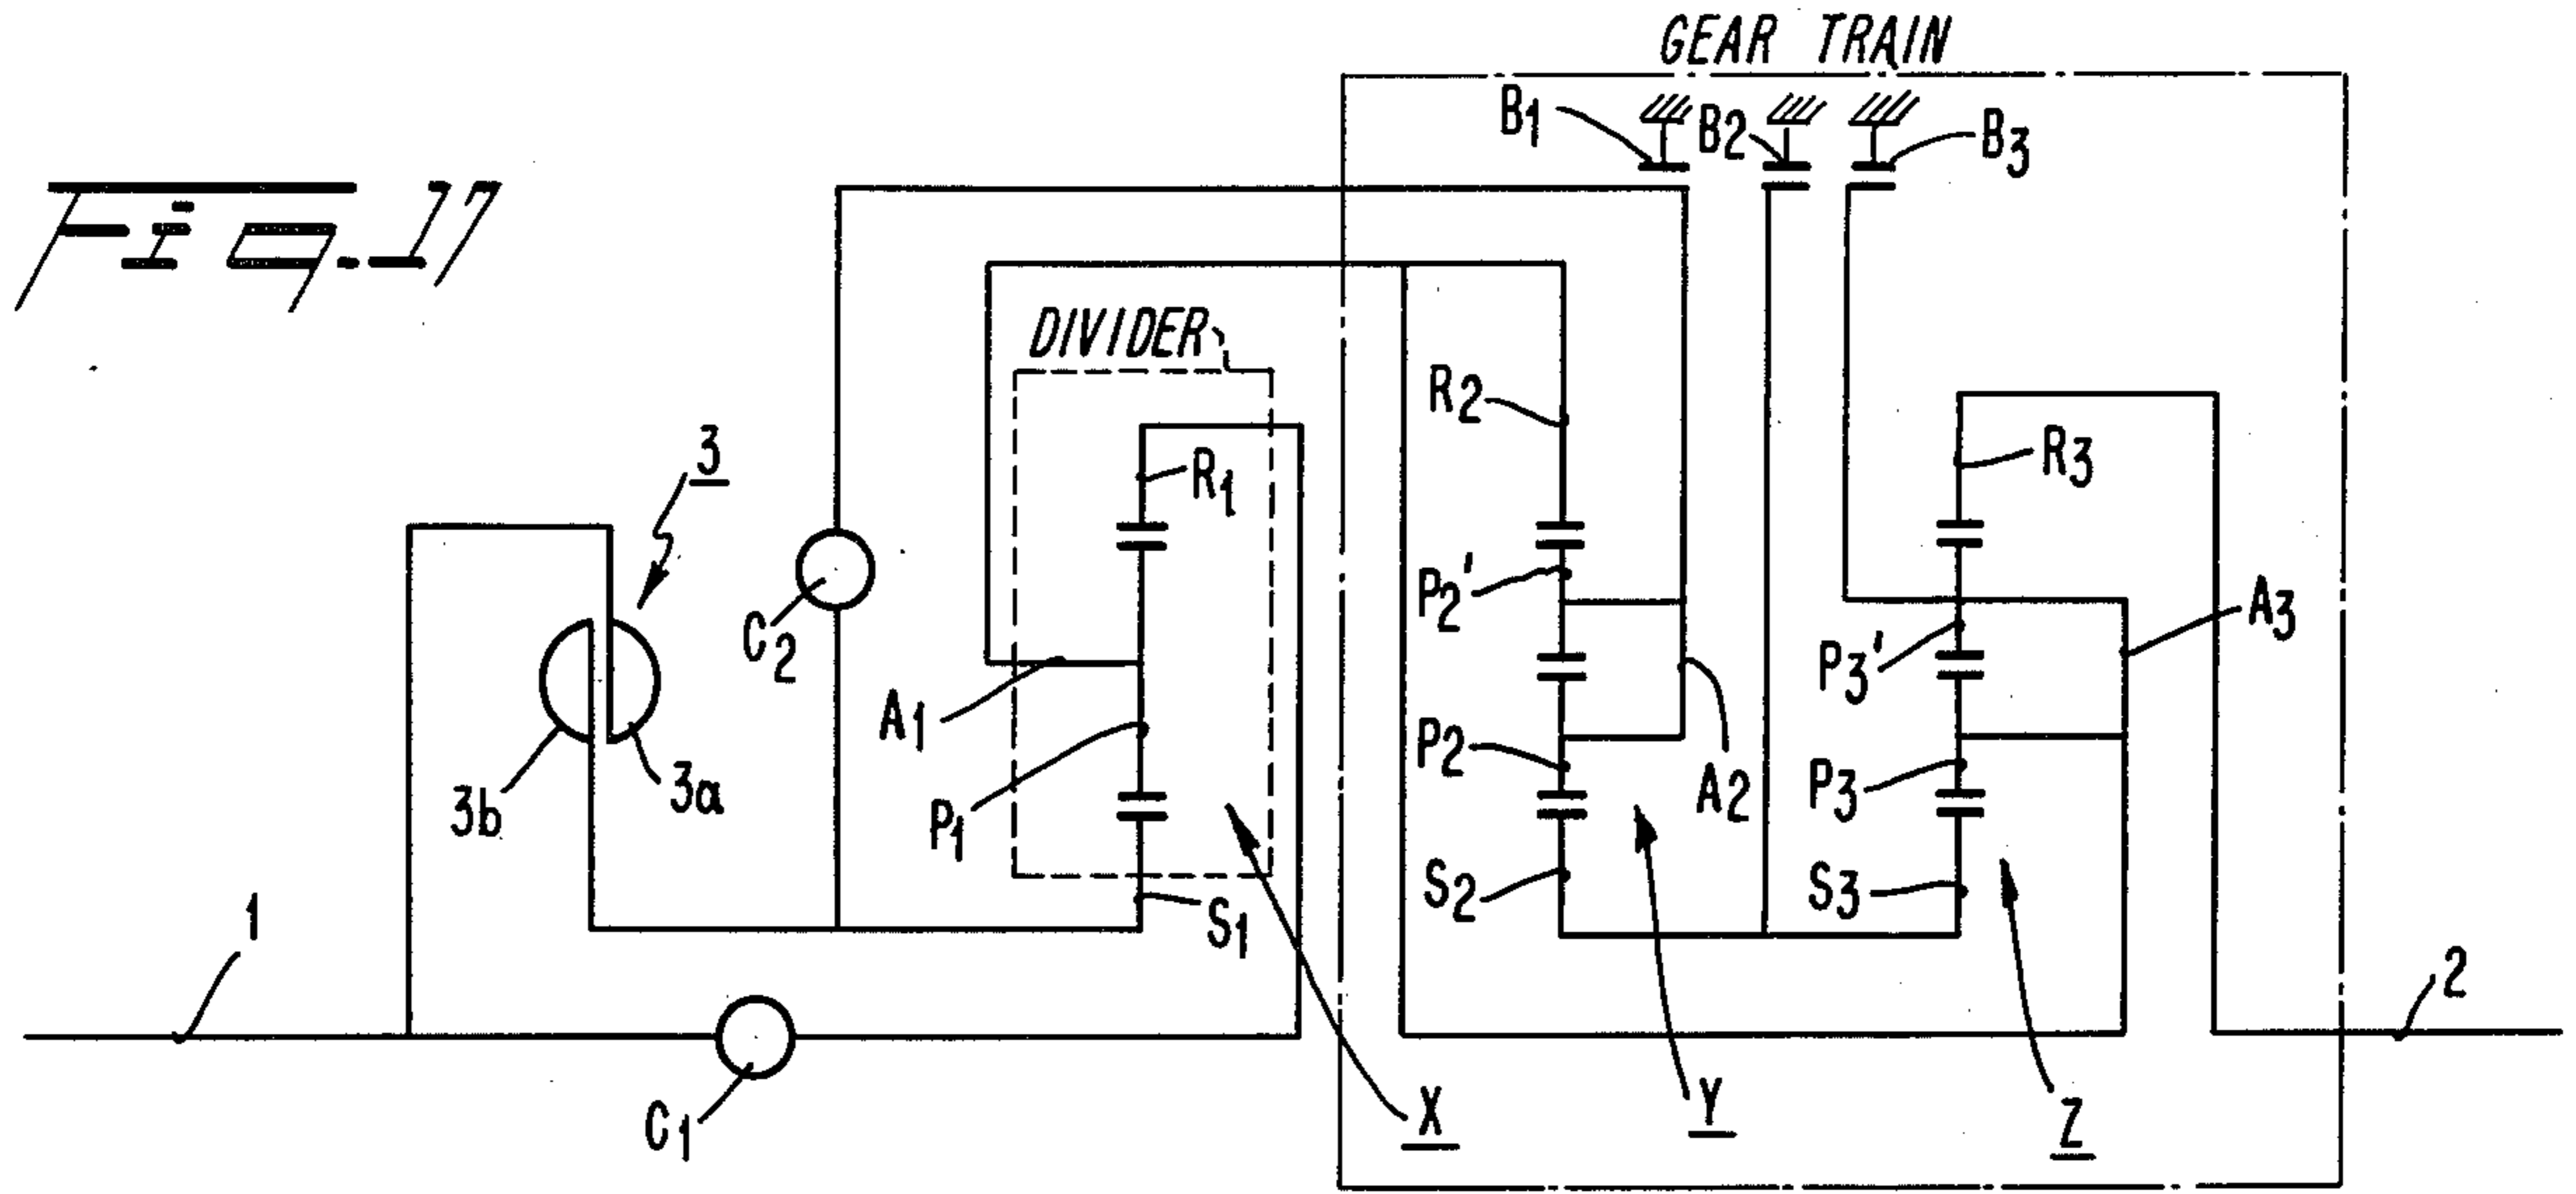 GEAR TRAIN
Fig. 17
B1
B2
B3
DIVIDER
R1
R2
R3
3
C2
A1
P1
3b
3a
P2'
P2
A2
P3'
P3
A3
S1
S2
S3
1
2
C1
X
Y
Z